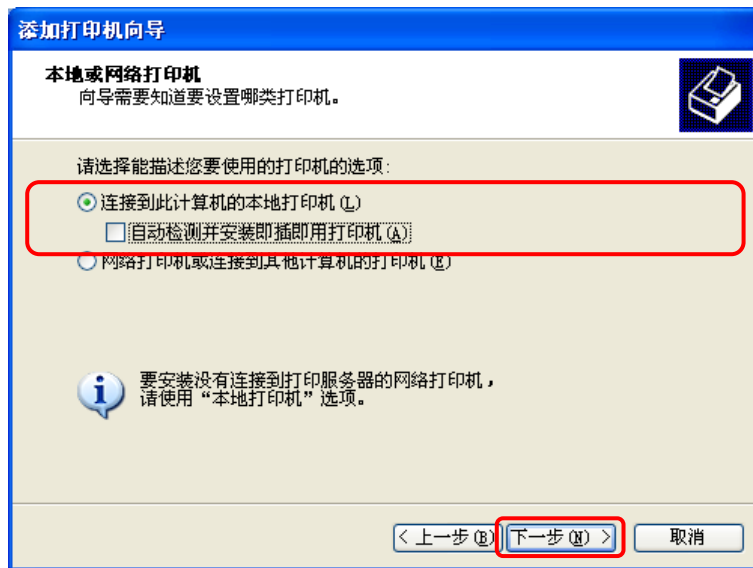 添加打印机向导
本地或网络打印机
向导需要知道要设置哪类打印机。
请选择能描述您要使用的打印机的选项:
连接到此计算机的本地打印机(L)
自动检测并安装即插即用打印机(A)
网络打印机或连接到其他计算机的打印机(E)
要安装没有连接到打印服务器的网络打印机，
请使用“本地打印机”选项。
< 上一步(B) 下一步(N) > 取消